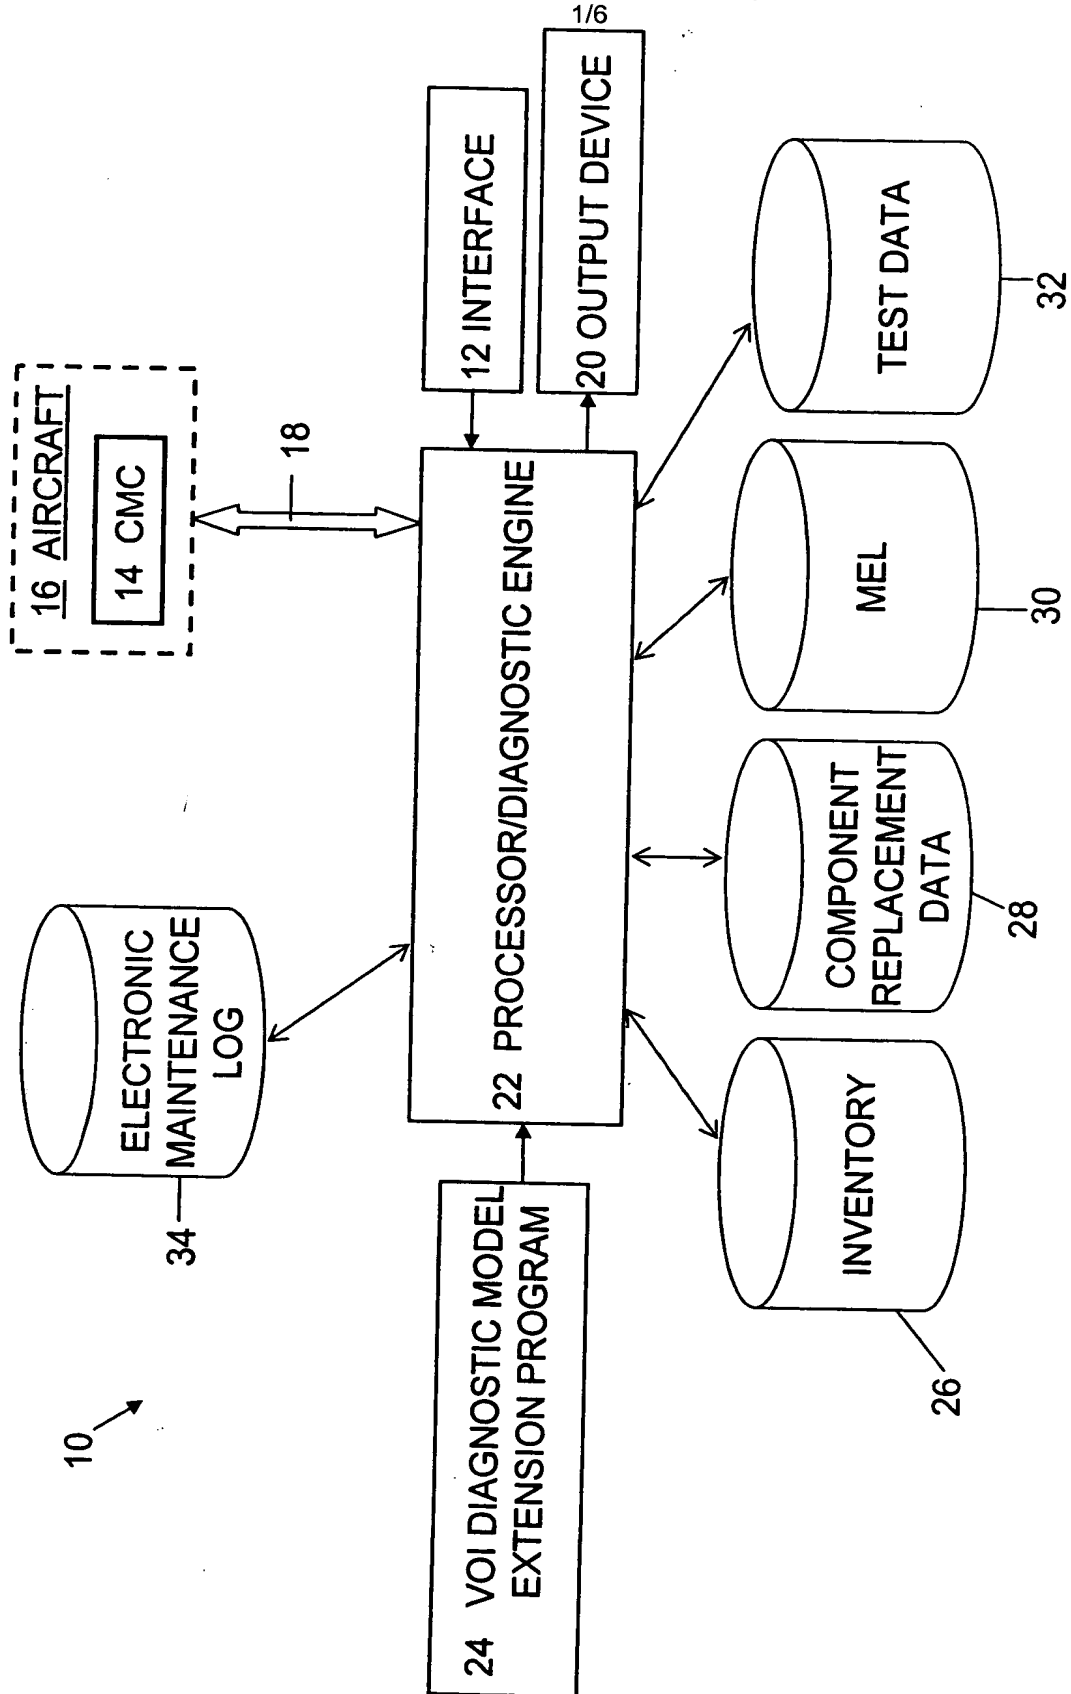 1/6
10
34
ELECTRONIC
MAINTENANCE
LOG
16 AIRCRAFT
14 CMC
18
24 VOI DIAGNOSTIC MODEL
EXTENSION PROGRAM
22 PROCESSOR/DIAGNOSTIC ENGINE
12 INTERFACE
20 OUTPUT DEVICE
INVENTORY
26
COMPONENT
REPLACEMENT
DATA
28
MEL
30
TEST DATA
32